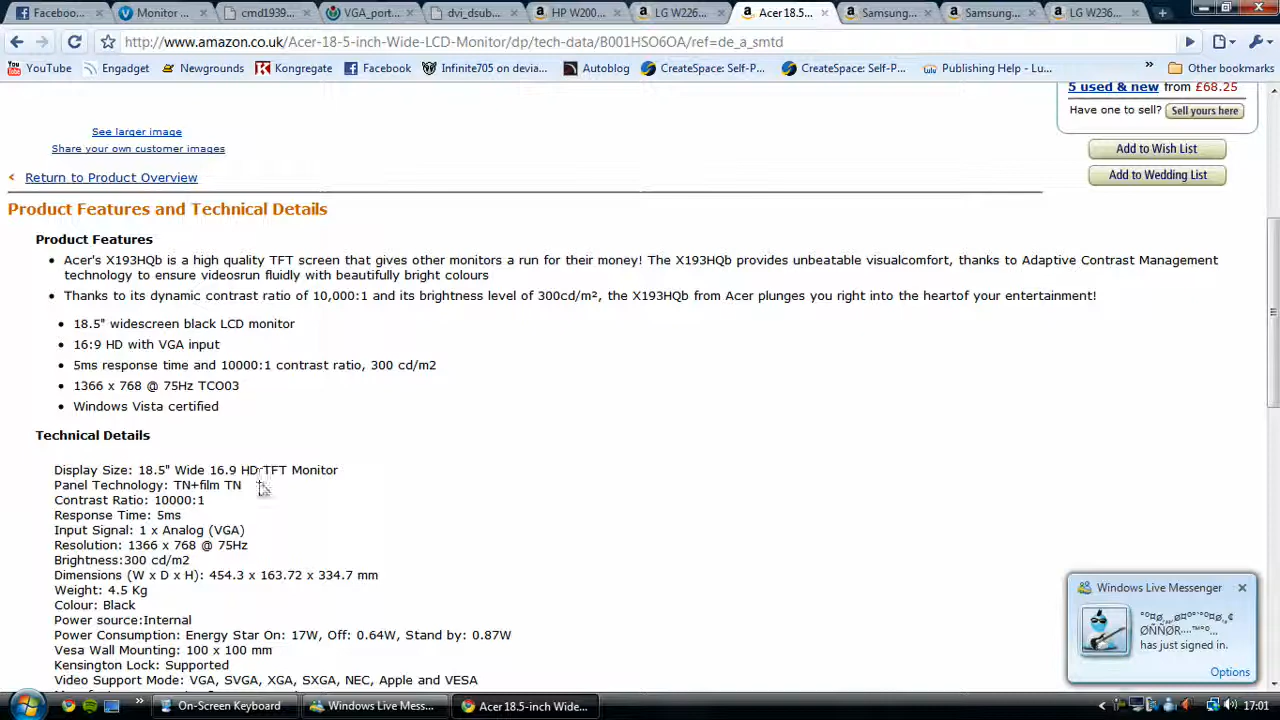 Faceboo...
Monitor ...
cmd1939...
VGA_port...
dvi_dsub...
HP W200...
LG W226...
Acer18.5...
Samsung...
Samsung...
LG W236...
http://www.amazon.co.uk/Acer-18-5-inch-Wide-LCD-Monitor/dp/tech-data/B001HSO6OA/ref=de_a_smtd
YouTube
Engadget
Newgrounds
Kongregate
Facebook
Infinite705 on devia...
Autoblog
CreateSpace: Self-P...
CreateSpace: Self-P...
Publishing Help - Lu...
»
Other bookmarks
5 used & new from £68.25
Have one to sell? Sell yours here
See larger image
Add to Wish List
Share your own customer images
Add to Wedding List
‹ Return to Product Overview
Product Features and Technical Details
Product Features
• Acer's X193HQb is a high quality TFT screen that gives other monitors a run for their money! The X193HQb provides unbeatable visualcomfort, thanks to Adaptive Contrast Management
technology to ensure videosrun fluidly with beautifully bright colours
• Thanks to its dynamic contrast ratio of 10,000:1 and its brightness level of 300cd/m², the X193HQb from Acer plunges you right into the heartof your entertainment!
• 18.5" widescreen black LCD monitor
• 16:9 HD with VGA input
• 5ms response time and 10000:1 contrast ratio, 300 cd/m2
• 1366 x 768 @ 75Hz TCO03
• Windows Vista certified
Technical Details
Display Size: 18.5" Wide 16.9 HD TFT Monitor
Panel Technology: TN+film TN
Contrast Ratio: 10000:1
Response Time: 5ms
Input Signal: 1 x Analog (VGA)
Resolution: 1366 x 768 @ 75Hz
Brightness:300 cd/m2
Dimensions (W x D x H): 454.3 x 163.72 x 334.7 mm
Weight: 4.5 Kg
Colour: Black
Power source:Internal
Power Consumption: Energy Star On: 17W, Off: 0.64W, Stand by: 0.87W
Vesa Wall Mounting: 100 x 100 mm
Kensington Lock: Supported
Video Support Mode: VGA, SVGA, XGA, SXGA, NEC, Apple and VESA
Windows Live Messenger
has just signed in.
Options
»
On-Screen Keyboard
Windows Live Mess...
Acer 18.5-inch Wide...
17:01